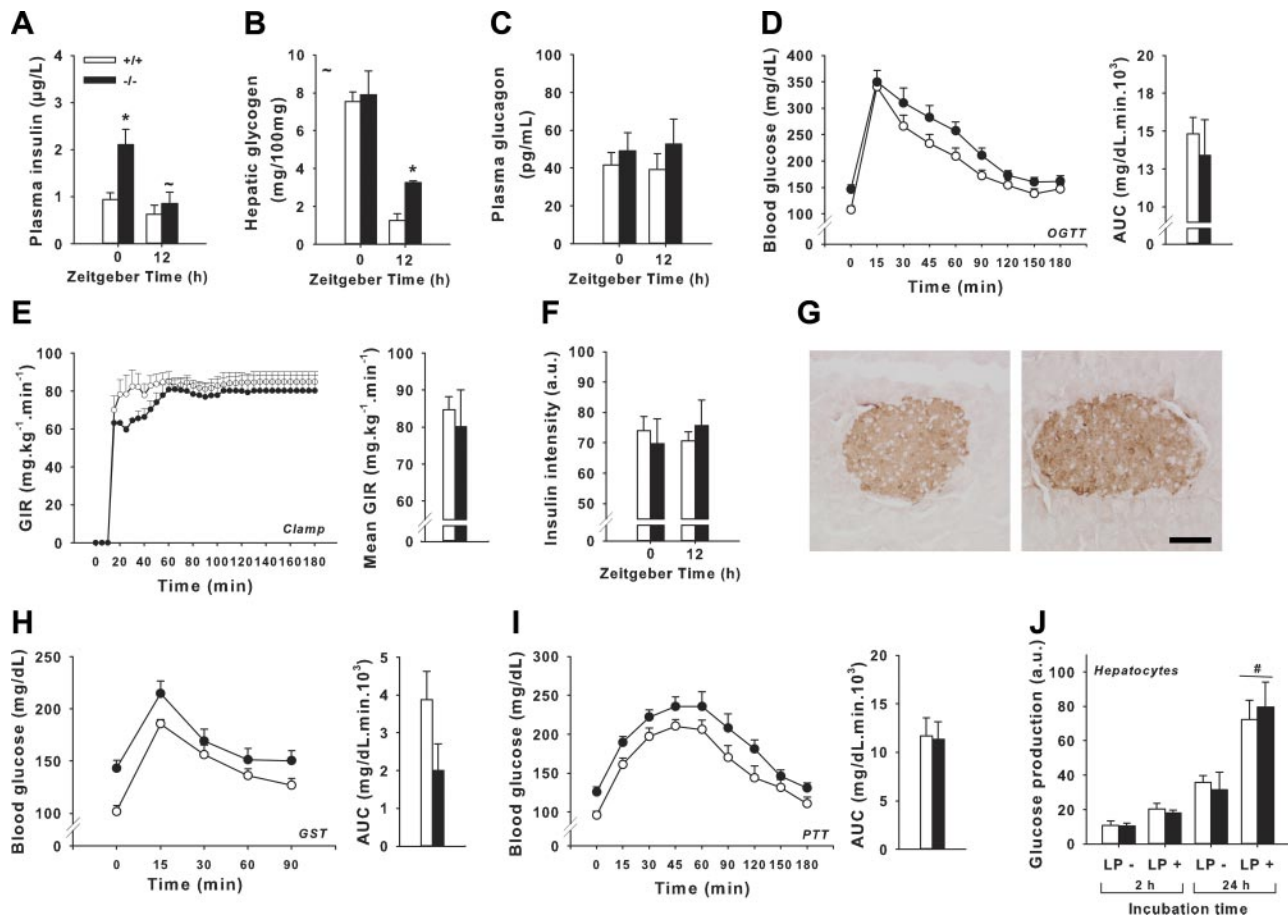 A
Plasma insulin (µg/L)
4
3
2
1
0
+/+
-/-
*
~
0 12
Zeitgeber Time (h)
B
Hepatic glycogen
(mg/100mg)
10
8
6
4
2
0
~
*
0 12
Zeitgeber Time (h)
C
Plasma glucagon
(pg/mL)
100
80
60
40
20
0
0 12
Zeitgeber Time (h)
D
Blood glucose (mg/dL)
400
350
300
250
200
150
100
0
OGTT
0 15 30 45 60 90 120 150 180
Time (min)
AUC (mg/dL.min.10³)
18
15
13
10
0
E
GIR (mg.kg⁻¹.min⁻¹)
100
80
60
40
20
0
Clamp
0 20 40 60 80 100 120 140 160 180
Time (min)
Mean GIR (mg.kg⁻¹.min⁻¹)
100
90
80
70
60
0
F
Insulin intensity (a.u.)
100
90
80
70
60
50
0
0 12
Zeitgeber Time (h)
G
H
Blood glucose (mg/dL)
250
200
150
100
0
GST
0 15 30 60 90
Time (min)
AUC (mg/dL.min.10³)
5
4
3
2
1
0
I
Blood glucose (mg/dL)
300
250
200
150
100
0
PTT
0 15 30 45 60 90 120 150 180
Time (min)
AUC (mg/dL.min.10³)
20
15
10
5
0
J
Glucose production (a.u.)
100
80
60
40
20
0
Hepatocytes
#
LP - LP + LP - LP +
2 h 24 h
Incubation time